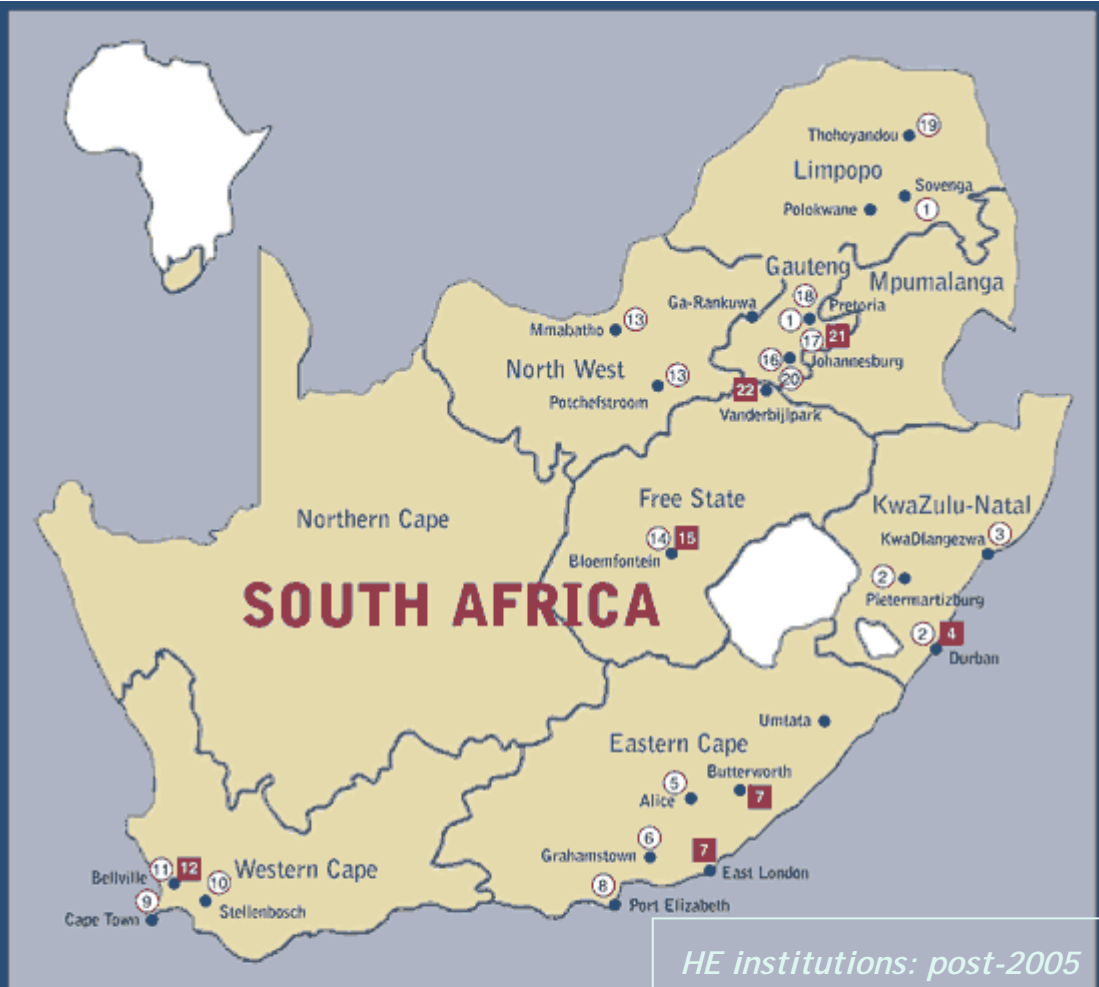 19
Thohoyandou
Limpopo
Sovenga
Polokwane
1
Gauteng
Mpumalanga
18
Ga-Rankuwa
Pretoria
13
1
Mmabatho
17
21
16
Johannesburg
North West
13
20
22
Potchefstroom
Vanderbijlpark
Free State
KwaZulu-Natal
Northern Cape
3
14
15
KwaDlangezwa
Bloemfontein
2
SOUTH AFRICA
Pietermartizburg
2
4
Durban
Umtata
Eastern Cape
Butterworth
5
7
Alice
6
7
Grahamstown
11
12
Western Cape
East London
Bellville
10
8
9
Stellenbosch
Port Elizabeth
Cape Town
HE institutions: post-2005